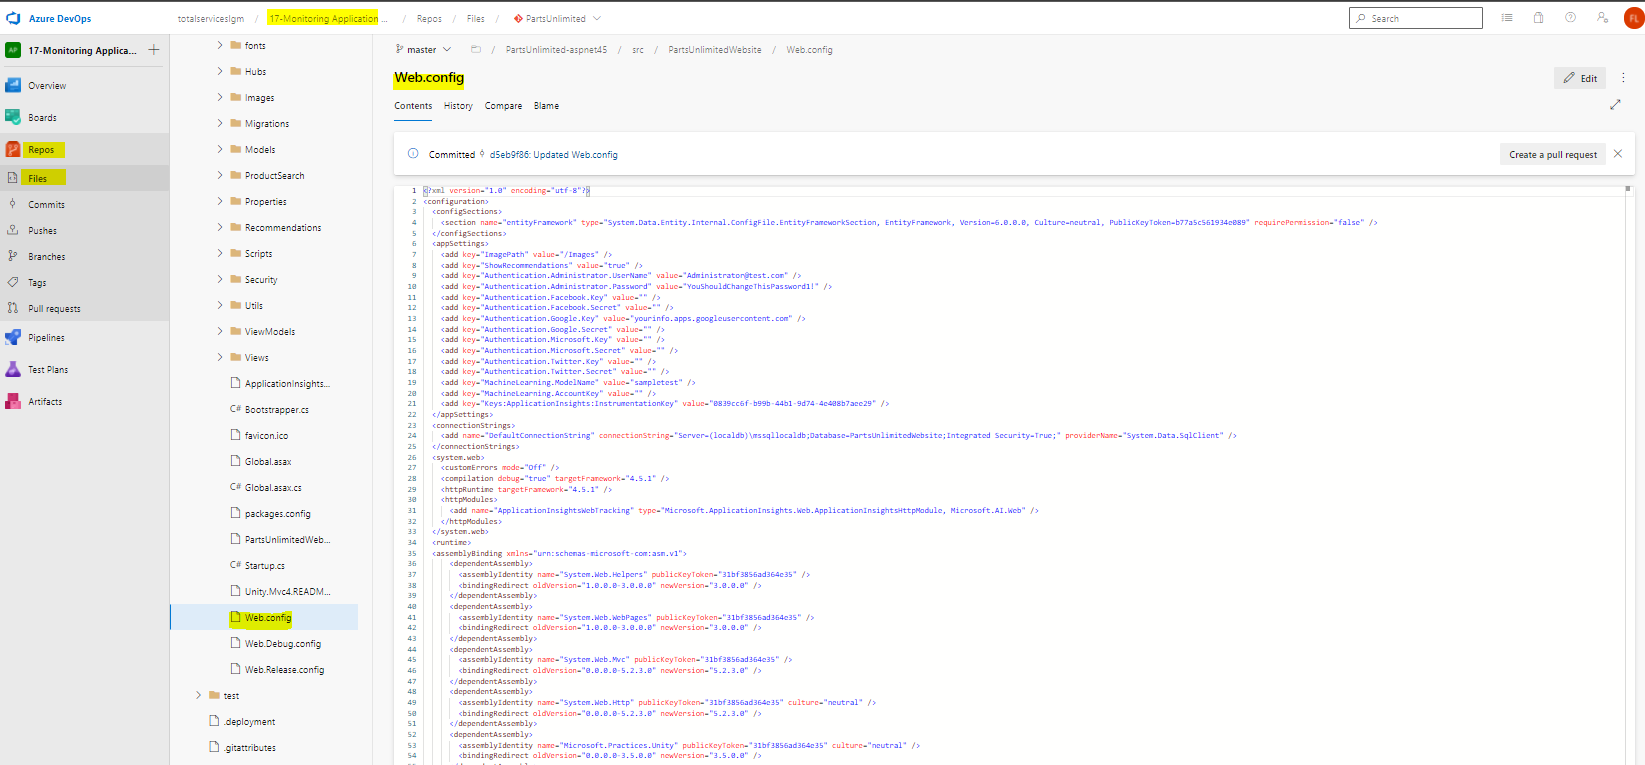 Azure DevOps
totalserviceslgm / 17-Monitoring Application ... / Repos / Files / PartsUnlimited
Search
FL
AP 17-Monitoring Applica...
Overview
Boards
Repos
Files
Commits
Pushes
Branches
Tags
Pull requests
Pipelines
Test Plans
Artifacts
fonts
Hubs
Images
Migrations
Models
ProductSearch
Properties
Recommendations
Scripts
Security
Utils
ViewModels
Views
ApplicationInsights...
C# Bootstrapper.cs
favicon.ico
Global.asax
C# Global.asax.cs
packages.config
PartsUnlimitedWeb...
C# Startup.cs
Unity.Mvc4.READM...
Web.config
Web.Debug.config
Web.Release.config
test
.deployment
.gitattributes
master / PartsUnlimited-aspnet45 / src / PartsUnlimitedWebsite / Web.config
Web.config
Edit
Contents History Compare Blame
Committed d5eb9f86: Updated Web.config
Create a pull request
1 <?xml version="1.0" encoding="utf-8"?>
2 <configuration>
3 <configSections>
4 <section name="entityFramework" type="System.Data.Entity.Internal.ConfigFile.EntityFrameworkSection, EntityFramework, Version=6.0.0.0, Culture=neutral, PublicKeyToken=b77a5c561934e089" requirePermission="false" />
5 </configSections>
6 <appSettings>
7 <add key="ImagePath" value="/Images" />
8 <add key="ShowRecommendations" value="true" />
9 <add key="Authentication.Administrator.UserName" value="Administrator@test.com" />
10 <add key="Authentication.Administrator.Password" value="YouShouldChangeThisPassword1!" />
11 <add key="Authentication.Facebook.Key" value="" />
12 <add key="Authentication.Facebook.Secret" value="" />
13 <add key="Authentication.Google.Key" value="yourinfo.apps.googleusercontent.com" />
14 <add key="Authentication.Google.Secret" value="" />
15 <add key="Authentication.Microsoft.Key" value="" />
16 <add key="Authentication.Microsoft.Secret" value="" />
17 <add key="Authentication.Twitter.Key" value="" />
18 <add key="Authentication.Twitter.Secret" value="" />
19 <add key="MachineLearning.ModelName" value="sampletest" />
20 <add key="MachineLearning.AccountKey" value="" />
21 <add key="Keys:ApplicationInsights:InstrumentationKey" value="0839cc6f-b99b-44b1-9d74-4e408b7aee29" />
22 </appSettings>
23 <connectionStrings>
24 <add name="DefaultConnectionString" connectionString="Server=(localdb)\mssqllocaldb;Database=PartsUnlimitedWebsite;Integrated Security=True;" providerName="System.Data.SqlClient" />
25 </connectionStrings>
26 <system.web>
27 <customErrors mode="Off" />
28 <compilation debug="true" targetFramework="4.5.1" />
29 <httpRuntime targetFramework="4.5.1" />
30 <httpModules>
31 <add name="ApplicationInsightsWebTracking" type="Microsoft.ApplicationInsights.Web.ApplicationInsightsHttpModule, Microsoft.AI.Web" />
32 </httpModules>
33 </system.web>
34 <runtime>
35 <assemblyBinding xmlns="urn:schemas-microsoft-com:asm.v1">
36 <dependentAssembly>
37 <assemblyIdentity name="System.Web.Helpers" publicKeyToken="31bf3856ad364e35" />
38 <bindingRedirect oldVersion="1.0.0.0-3.0.0.0" newVersion="3.0.0.0" />
39 </dependentAssembly>
40 <dependentAssembly>
41 <assemblyIdentity name="System.Web.WebPages" publicKeyToken="31bf3856ad364e35" />
42 <bindingRedirect oldVersion="1.0.0.0-3.0.0.0" newVersion="3.0.0.0" />
43 </dependentAssembly>
44 <dependentAssembly>
45 <assemblyIdentity name="System.Web.Mvc" publicKeyToken="31bf3856ad364e35" />
46 <bindingRedirect oldVersion="0.0.0.0-5.2.3.0" newVersion="5.2.3.0" />
47 </dependentAssembly>
48 <dependentAssembly>
49 <assemblyIdentity name="System.Web.Http" publicKeyToken="31bf3856ad364e35" culture="neutral" />
50 <bindingRedirect oldVersion="0.0.0.0-5.2.3.0" newVersion="5.2.3.0" />
51 </dependentAssembly>
52 <dependentAssembly>
53 <assemblyIdentity name="Microsoft.Practices.Unity" publicKeyToken="31bf3856ad364e35" culture="neutral" />
54 <bindingRedirect oldVersion="0.0.0.0-3.5.0.0" newVersion="3.5.0.0" />